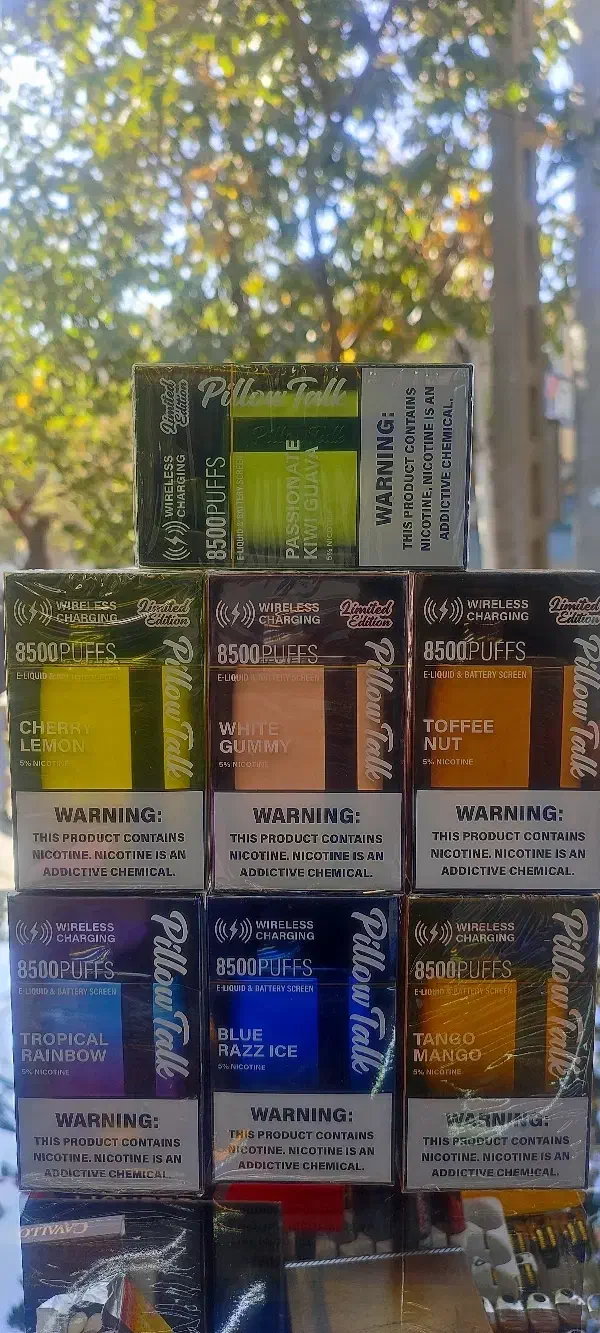 Limited
Edition
Pillow Talk
WIRELESS
CHARGING
8500PUFFS
E-LIQUID & BATTERY SCREEN
PASSIONATE
KIWI GUAVA
5% NICOTINE
WARNING:
THIS PRODUCT CONTAINS
NICOTINE. NICOTINE IS AN
ADDICTIVE CHEMICAL.
WIRELESS
CHARGING
Limited
Edition
8500PUFFS
Pillow Talk
CHERRY
LEMON
5% NICOTINE
WARNING:
THIS PRODUCT CONTAINS
NICOTINE. NICOTINE IS AN
ADDICTIVE CHEMICAL.
WIRELESS
CHARGING
Limited
Edition
8500PUFFS
E-LIQUID & BATTERY SCREEN
Pillow Talk
WHITE
GUMMY
5% NICOTINE
WARNING:
THIS PRODUCT CONTAINS
NICOTINE. NICOTINE IS AN
ADDICTIVE CHEMICAL.
WIRELESS
CHARGING
Limited
Edition
8500PUFFS
E-LIQUID & BATTERY SCREEN
Pillow Talk
TOFFEE
NUT
5% NICOTINE
WARNING:
THIS PRODUCT CONTAINS
NICOTINE. NICOTINE IS AN
ADDICTIVE CHEMICAL.
WIRELESS
CHARGING
8500PUFFS
E-LIQUID & BATTERY SCREEN
Pillow Talk
TROPICAL
RAINBOW
5% NICOTINE
WARNING:
THIS PRODUCT CONTAINS
NICOTINE. NICOTINE IS AN
ADDICTIVE CHEMICAL.
WIRELESS
CHARGING
8500PUFFS
E-LIQUID & BATTERY SCREEN
Pillow Talk
BLUE
RAZZ ICE
5% NICOTINE
WARNING:
THIS PRODUCT CONTAINS
NICOTINE. NICOTINE IS AN
ADDICTIVE CHEMICAL.
WIRELESS
CHARGING
8500PUFFS
E-LIQUID & BATTERY SCREEN
Pillow Talk
TANGO
MANGO
5% NICOTINE
WARNING:
THIS PRODUCT CONTAINS
NICOTINE. NICOTINE IS AN
ADDICTIVE CHEMICAL.
CAVALLO